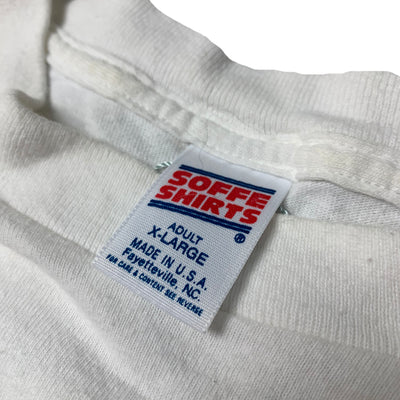 SOFFE
SHIRTS
®
ADULT
X-LARGE
MADE IN U.S.A.
Fayetteville, NC.
FOR CARE & CONTENT SEE REVERSE